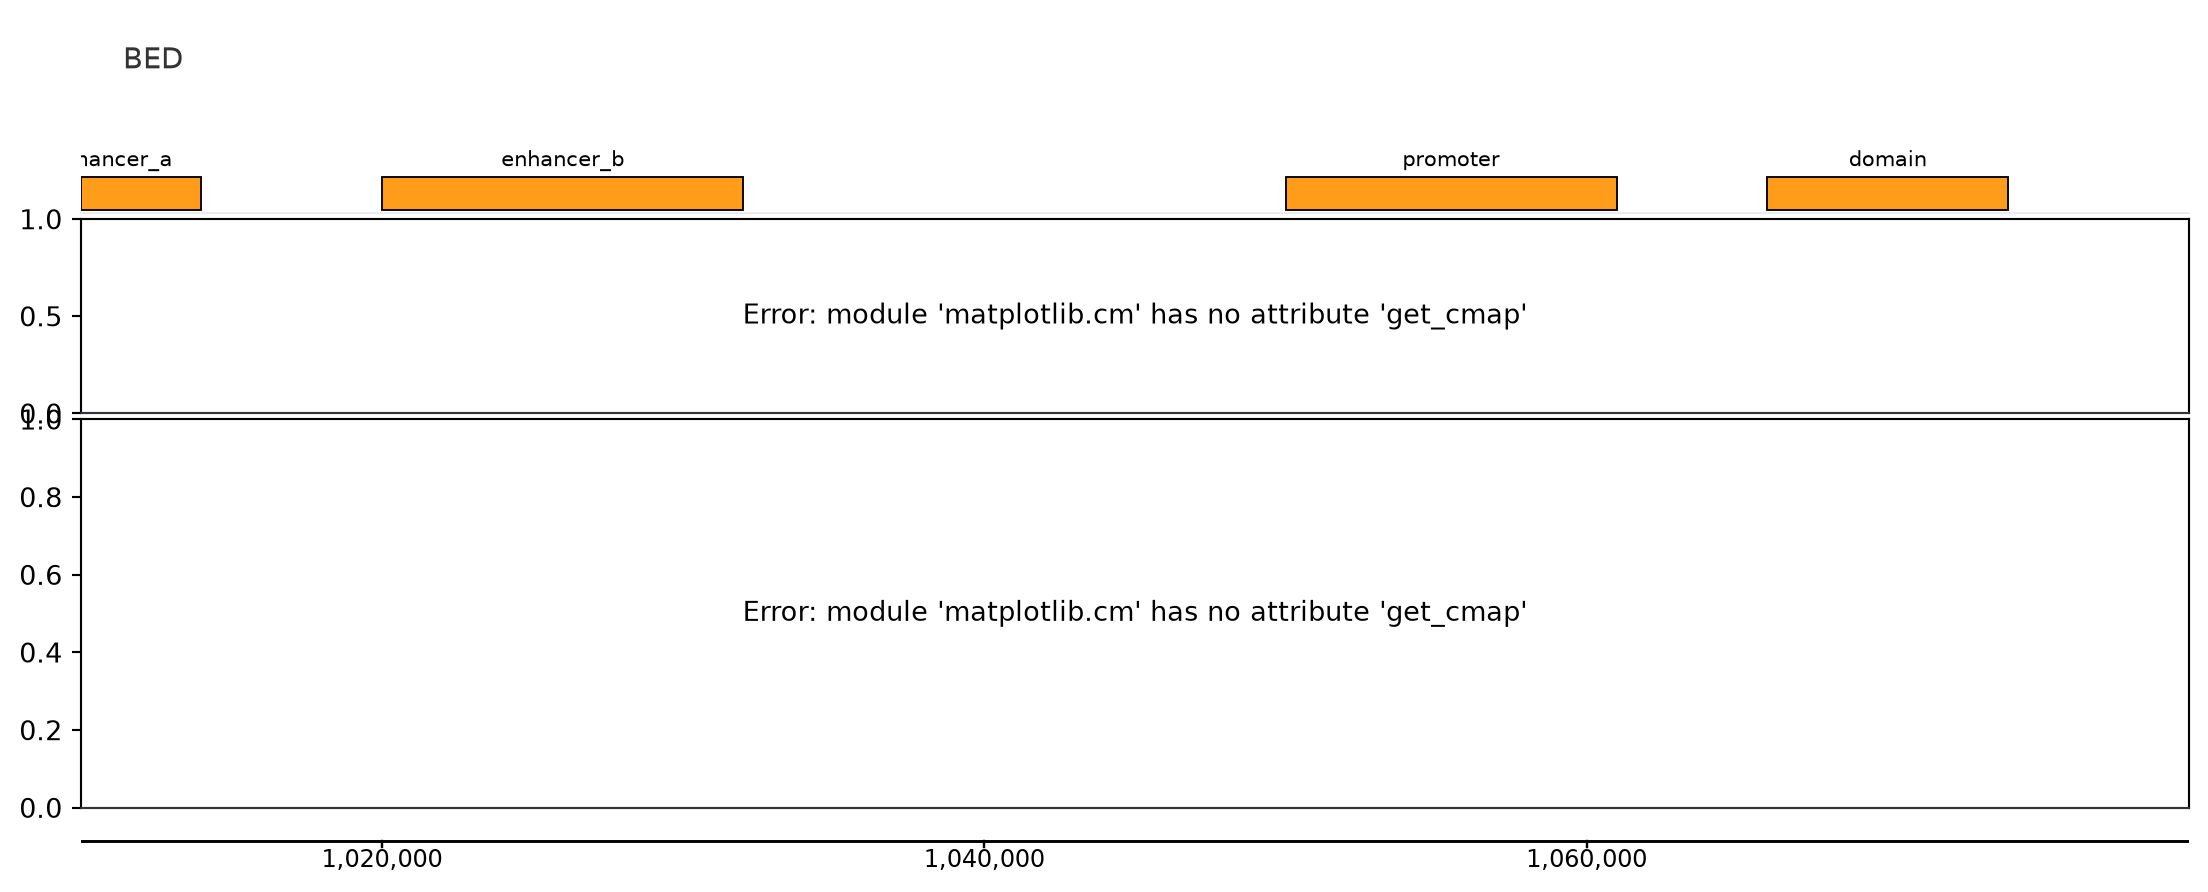 BED
hancer_a enhancer_b promoter domain
1.0
Error: module 'matplotlib.cm' has no attribute 'get_cmap'
0.5
0.0
1.0
0.8
0.6
Error: module 'matplotlib.cm' has no attribute 'get_cmap'
0.4
0.2
0.0
1,020,000 1,040,000 1,060,000